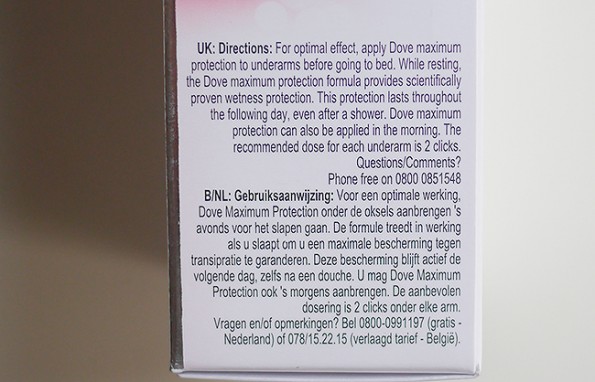 UK: Directions: For optimal effect, apply Dove maximum
protection to underarms before going to bed. While resting,
the Dove maximum protection formula provides scientifically
proven wetness protection. This protection lasts throughout
the following day, even after a shower. Dove maximum
protection can also be applied in the morning. The
recommended dose for each underarm is 2 clicks.
Questions/Comments?
Phone free on 0800 0851548
B/NL: Gebruiksaanwijzing: Voor een optimale werking,
Dove Maximum Protection onder de oksels aanbrengen 's
avonds voor het slapen gaan. De formule treedt in werking
als u slaapt om u een maximale bescherming tegen
transipratie te garanderen. Deze bescherming blijft actief de
volgende dag, zelfs na een douche. U mag Dove Maximum
Protection ook 's morgens aanbrengen. De aanbevolen
dosering is 2 clicks onder elke arm.
Vragen en/of opmerkingen? Bel 0800-0991197 (gratis -
Nederland) of 078/15.22.15 (verlaagd tarief - België).